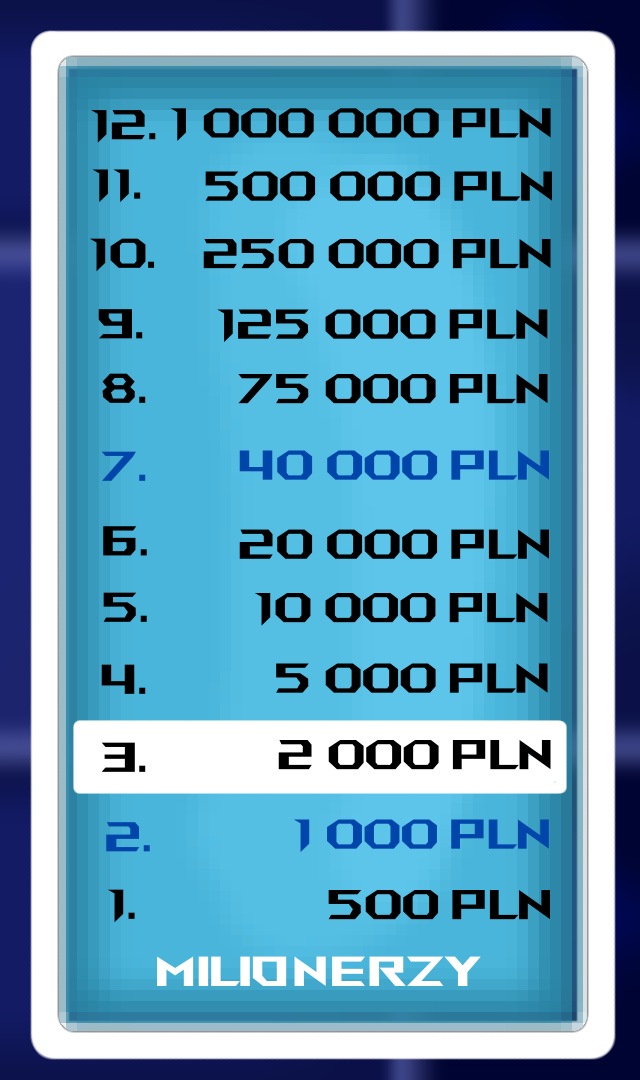 12. 1 000 000 PLN
11. 500 000 PLN
10. 250 000 PLN
9. 125 000 PLN
8. 75 000 PLN
7. 40 000 PLN
6. 20 000 PLN
5. 10 000 PLN
4. 5 000 PLN
3. 2 000 PLN
2. 1 000 PLN
1. 500 PLN
MILIONERZY